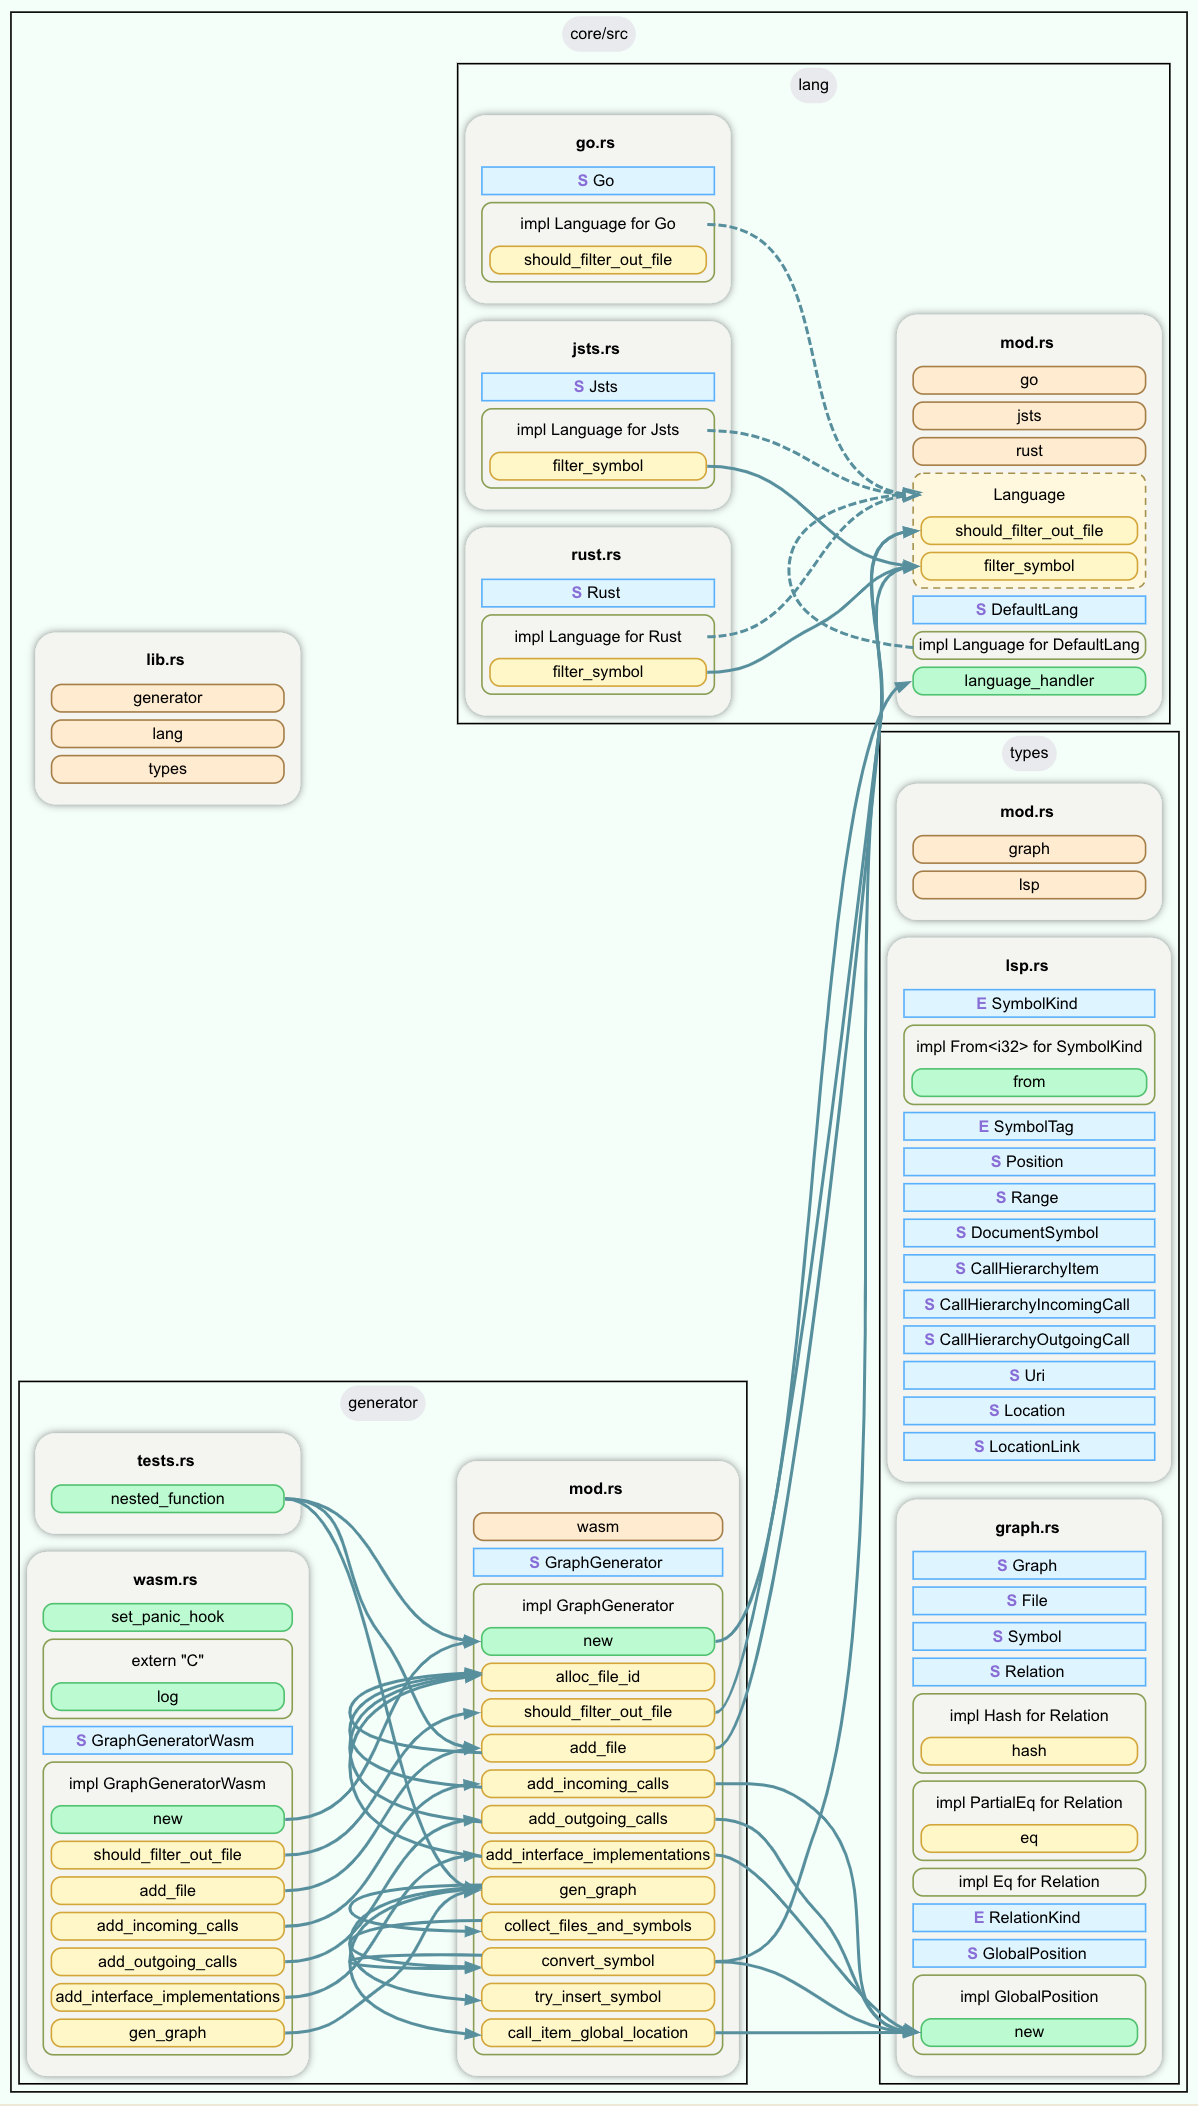 core/src
lang
go.rs
S Go
impl Language for Go
should_filter_out_file
jsts.rs
S Jsts
impl Language for Jsts
filter_symbol
rust.rs
S Rust
impl Language for Rust
filter_symbol
mod.rs
go
jsts
rust
Language
should_filter_out_file
filter_symbol
S DefaultLang
impl Language for DefaultLang
language_handler
lib.rs
generator
lang
types
types
mod.rs
graph
lsp
lsp.rs
E SymbolKind
impl From<i32> for SymbolKind
from
E SymbolTag
S Position
S Range
S DocumentSymbol
S CallHierarchyItem
S CallHierarchyIncomingCall
S CallHierarchyOutgoingCall
S Uri
S Location
S LocationLink
graph.rs
S Graph
S File
S Symbol
S Relation
impl Hash for Relation
hash
impl PartialEq for Relation
eq
impl Eq for Relation
E RelationKind
S GlobalPosition
impl GlobalPosition
new
generator
tests.rs
nested_function
wasm.rs
set_panic_hook
extern "C"
log
S GraphGeneratorWasm
impl GraphGeneratorWasm
new
should_filter_out_file
add_file
add_incoming_calls
add_outgoing_calls
add_interface_implementations
gen_graph
mod.rs
wasm
S GraphGenerator
impl GraphGenerator
new
alloc_file_id
should_filter_out_file
add_file
add_incoming_calls
add_outgoing_calls
add_interface_implementations
gen_graph
collect_files_and_symbols
convert_symbol
try_insert_symbol
call_item_global_location